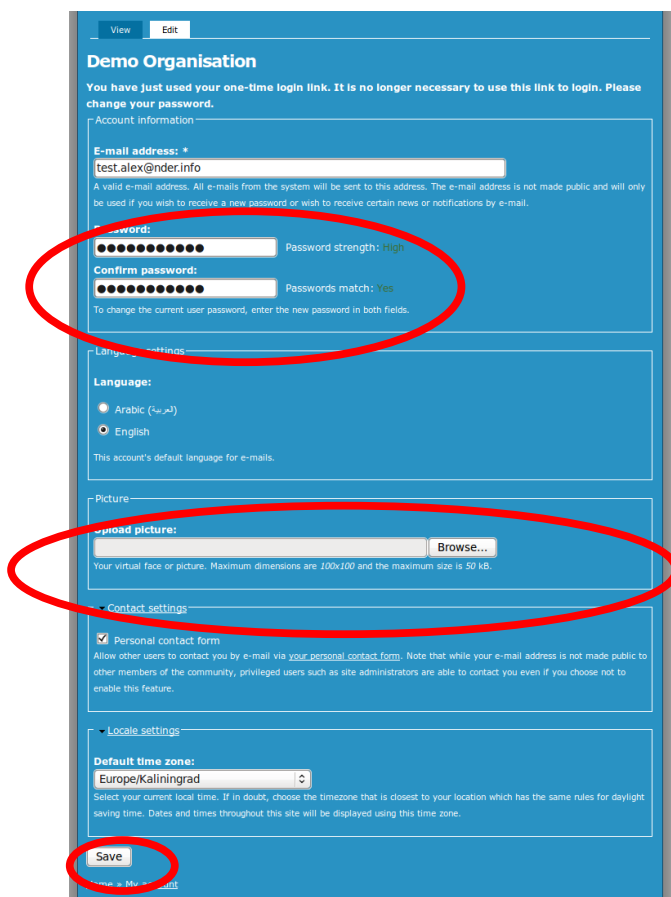 View Edit
Demo Organisation
You have just used your one-time login link. It is no longer necessary to use this link to login. Please
change your password.
Account information
E-mail address: *
test.alex@nder.info
A valid e-mail address. All e-mails from the system will be sent to this address. The e-mail address is not made public and will only
be used if you wish to receive a new password or wish to receive certain news or notifications by e-mail.
Password:
●●●●●●●●●●● Password strength: High
Confirm password:
●●●●●●●●●●● Passwords match: Yes
To change the current user password, enter the new password in both fields.
Language settings
Language:
Arabic (العربية)
English
This account's default language for e-mails.
Picture
Upload picture:
Browse...
Your virtual face or picture. Maximum dimensions are 100x100 and the maximum size is 50 kB.
Contact settings
Personal contact form
Allow other users to contact you by e-mail via your personal contact form. Note that while your e-mail address is not made public to
other members of the community, privileged users such as site administrators are able to contact you even if you choose not to
enable this feature.
Locale settings
Default time zone:
Europe/Kaliningrad
Select your current local time. If in doubt, choose the timezone that is closest to your location which has the same rules for daylight
saving time. Dates and times throughout this site will be displayed using this time zone.
Save
Home » My account